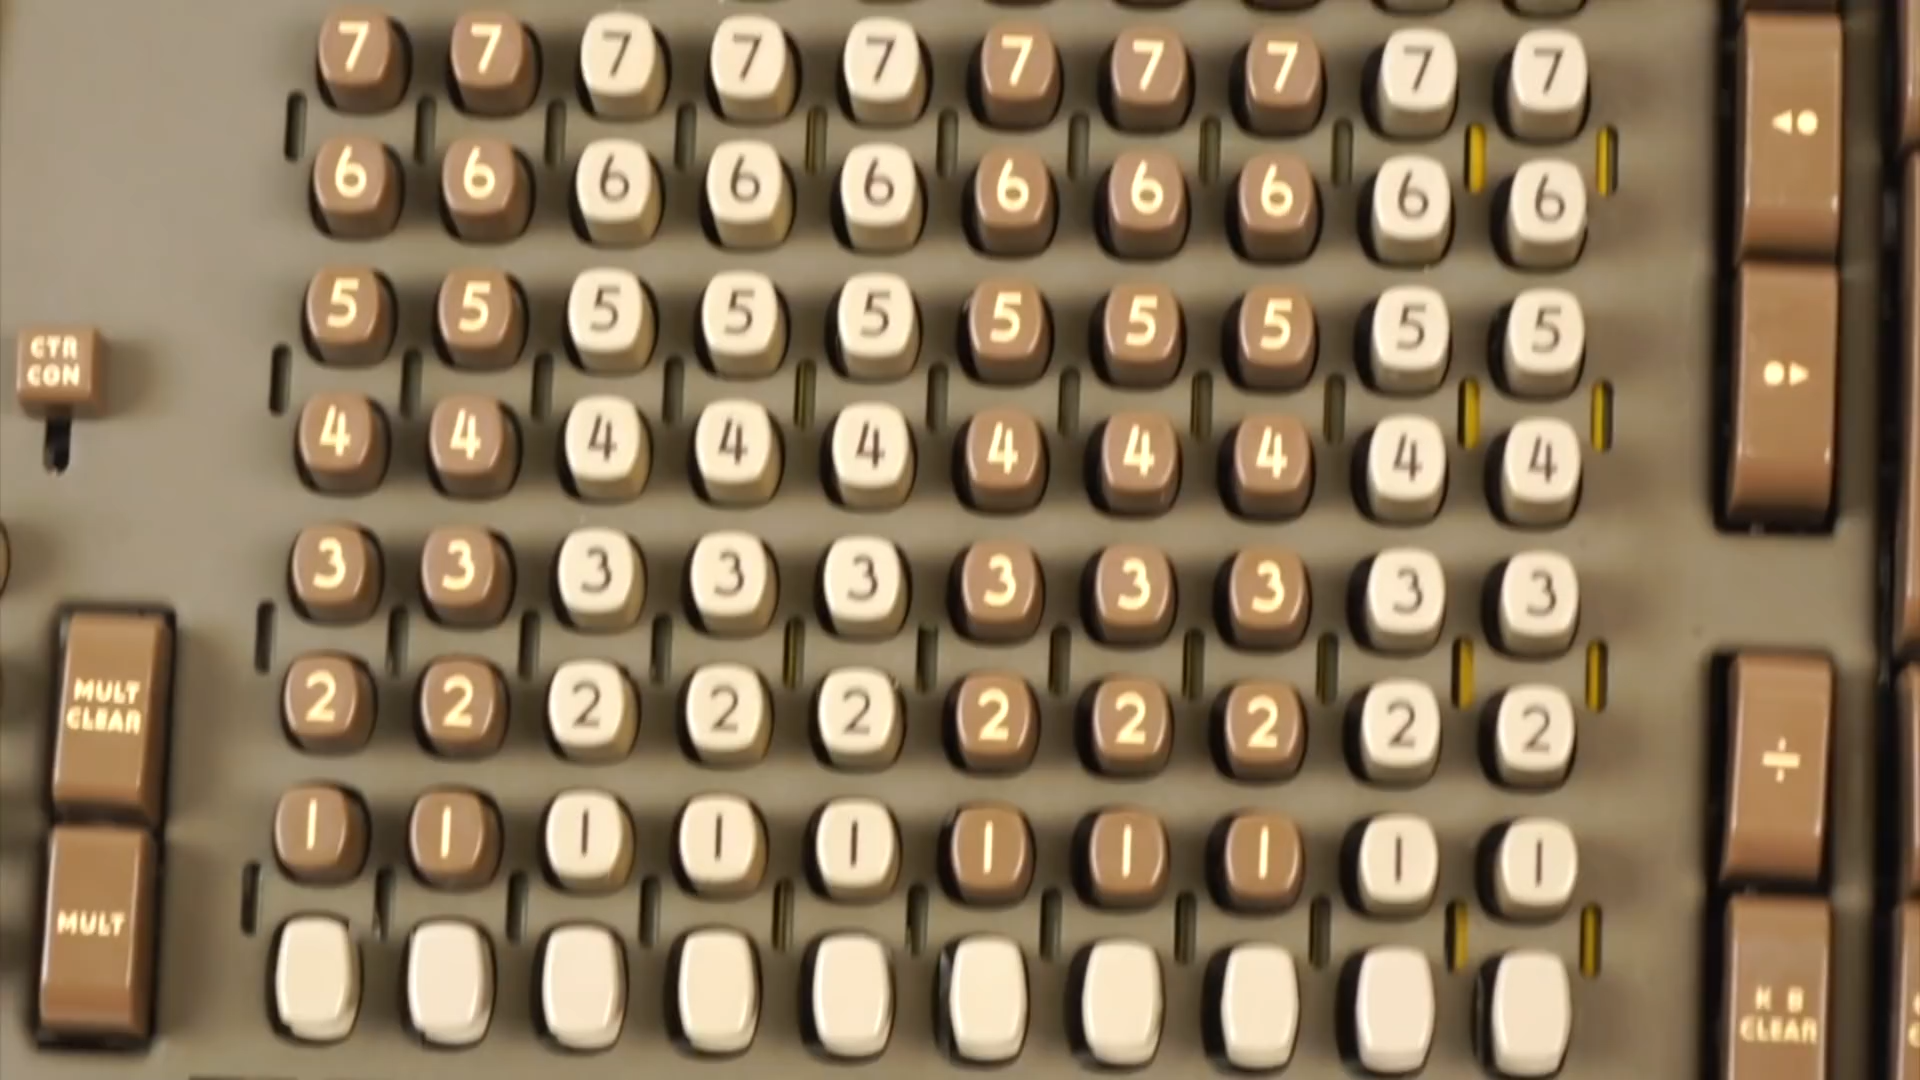 7 7 7 7 7 7 7 7 7 7
6 6 6 6 6 6 6 6 6 6
5 5 5 5 5 5 5 5 5 5
CTR
CON
4 4 4 4 4 4 4 4 4 4
3 3 3 3 3 3 3 3 3 3
2 2 2 2 2 2 2 2 2 2
MULT
CLEAR
÷
1 1 1 1 1 1 1 1 1 1
MULT
K B
CLEAR